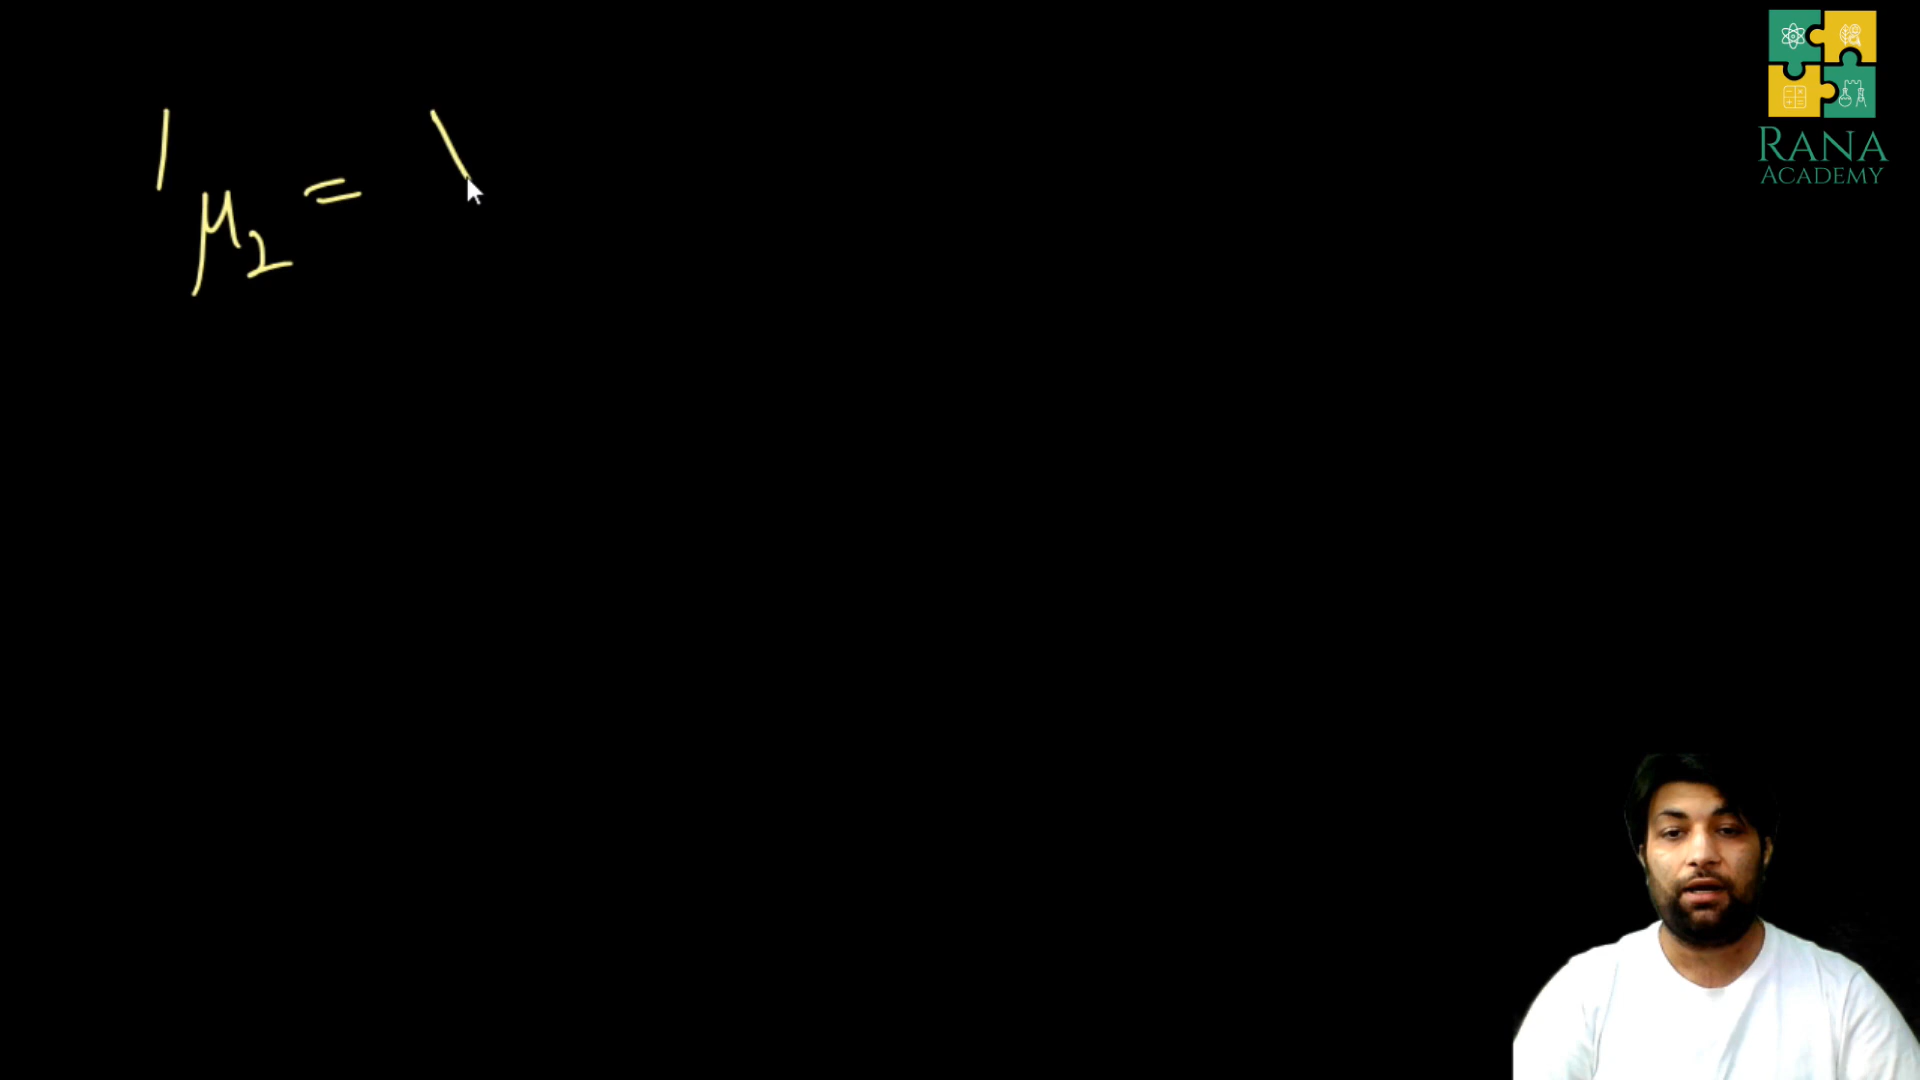 ¹μ₂ = \
RANA
ACADEMY